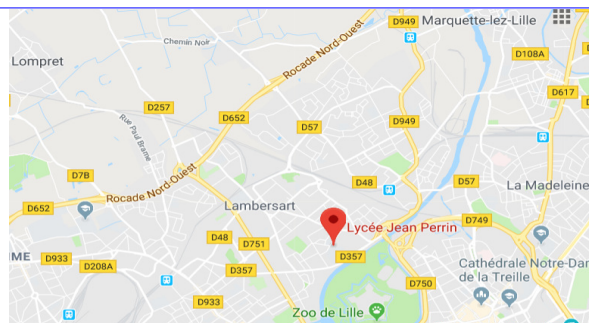 D949
Marquette-lez-Lille
Chemin Noir
Rocade Nord-Ouest
Lompret
D108A
D617
D257
D652
D57
D949
Rue Paul Brame
D7B
Rocade Nord-Ouest
D48
D57
La Madeleine
D652
Lambersart
D749
Lycée Jean Perrin
D48
D751
D357
ME
D933
D208A
D357
Cathédrale Notre-Dar
de la Treille
D750
D933
Zoo de Lille